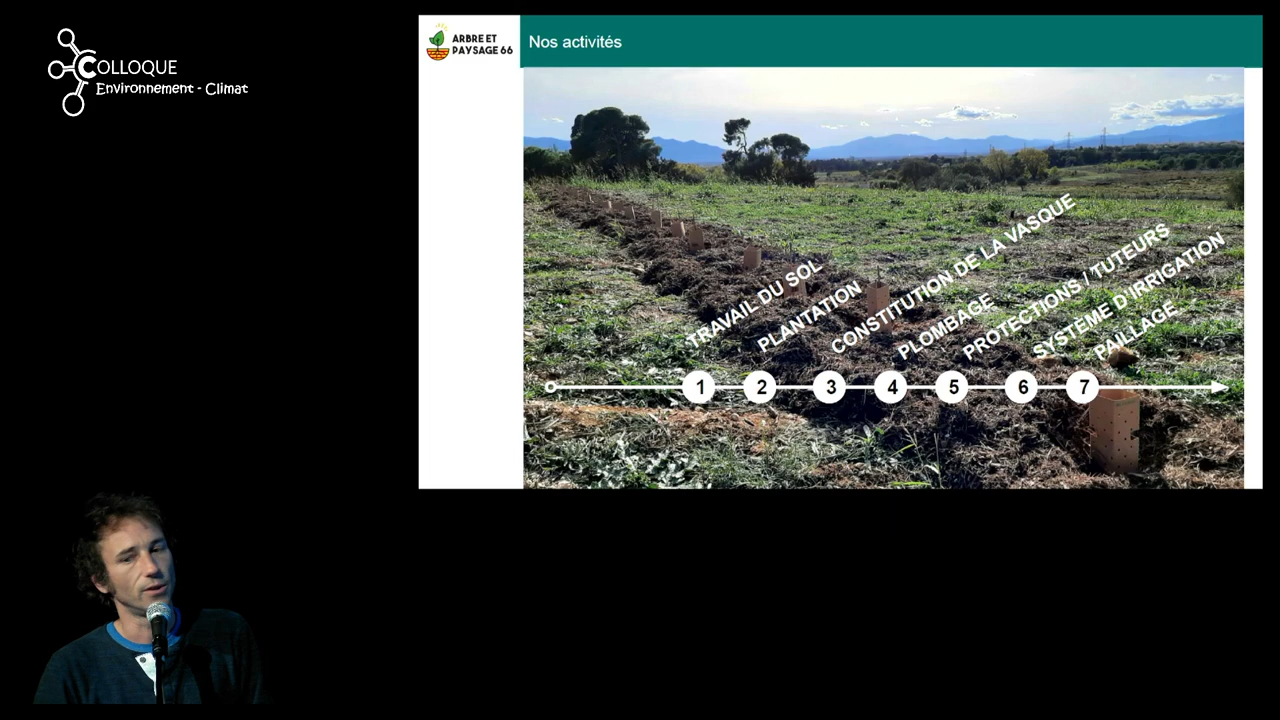 COLLOQUE
Environnement - Climat
ARBRE ET
PAYSAGE 66
Nos activités
TRAVAIL DU SOL
PLANTATION
CONSTITUTION DE LA VASQUE
PLOMBAGE
PROTECTIONS / TUTEURS
SYSTÈME D'IRRIGATION
PAILLAGE
1 2 3 4 5 6 7